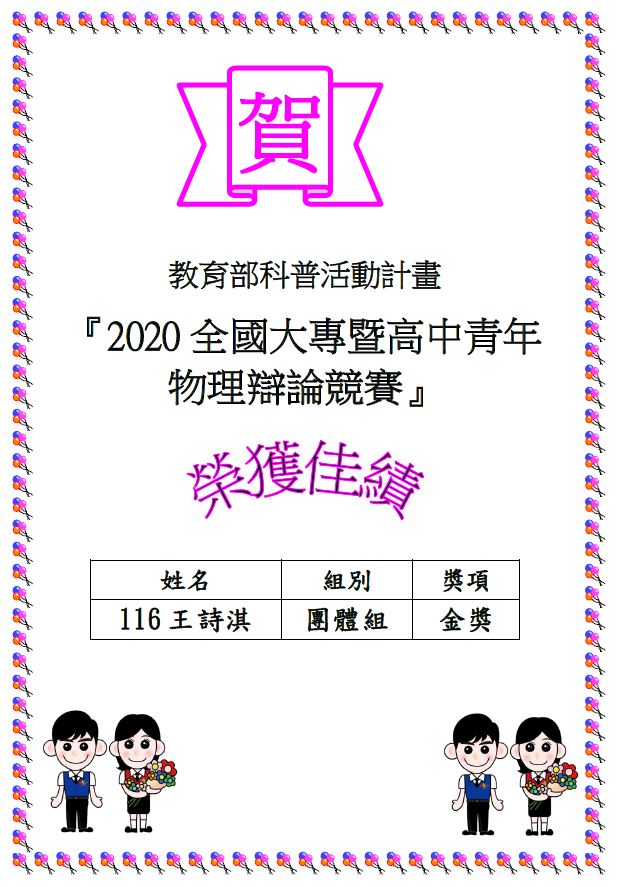 賀
教育部科普活動計畫
『2020 全國大專暨高中青年
物理辯論競賽』
榮獲佳績
姓名 組別 獎項
116 王詩淇 團體組 金獎